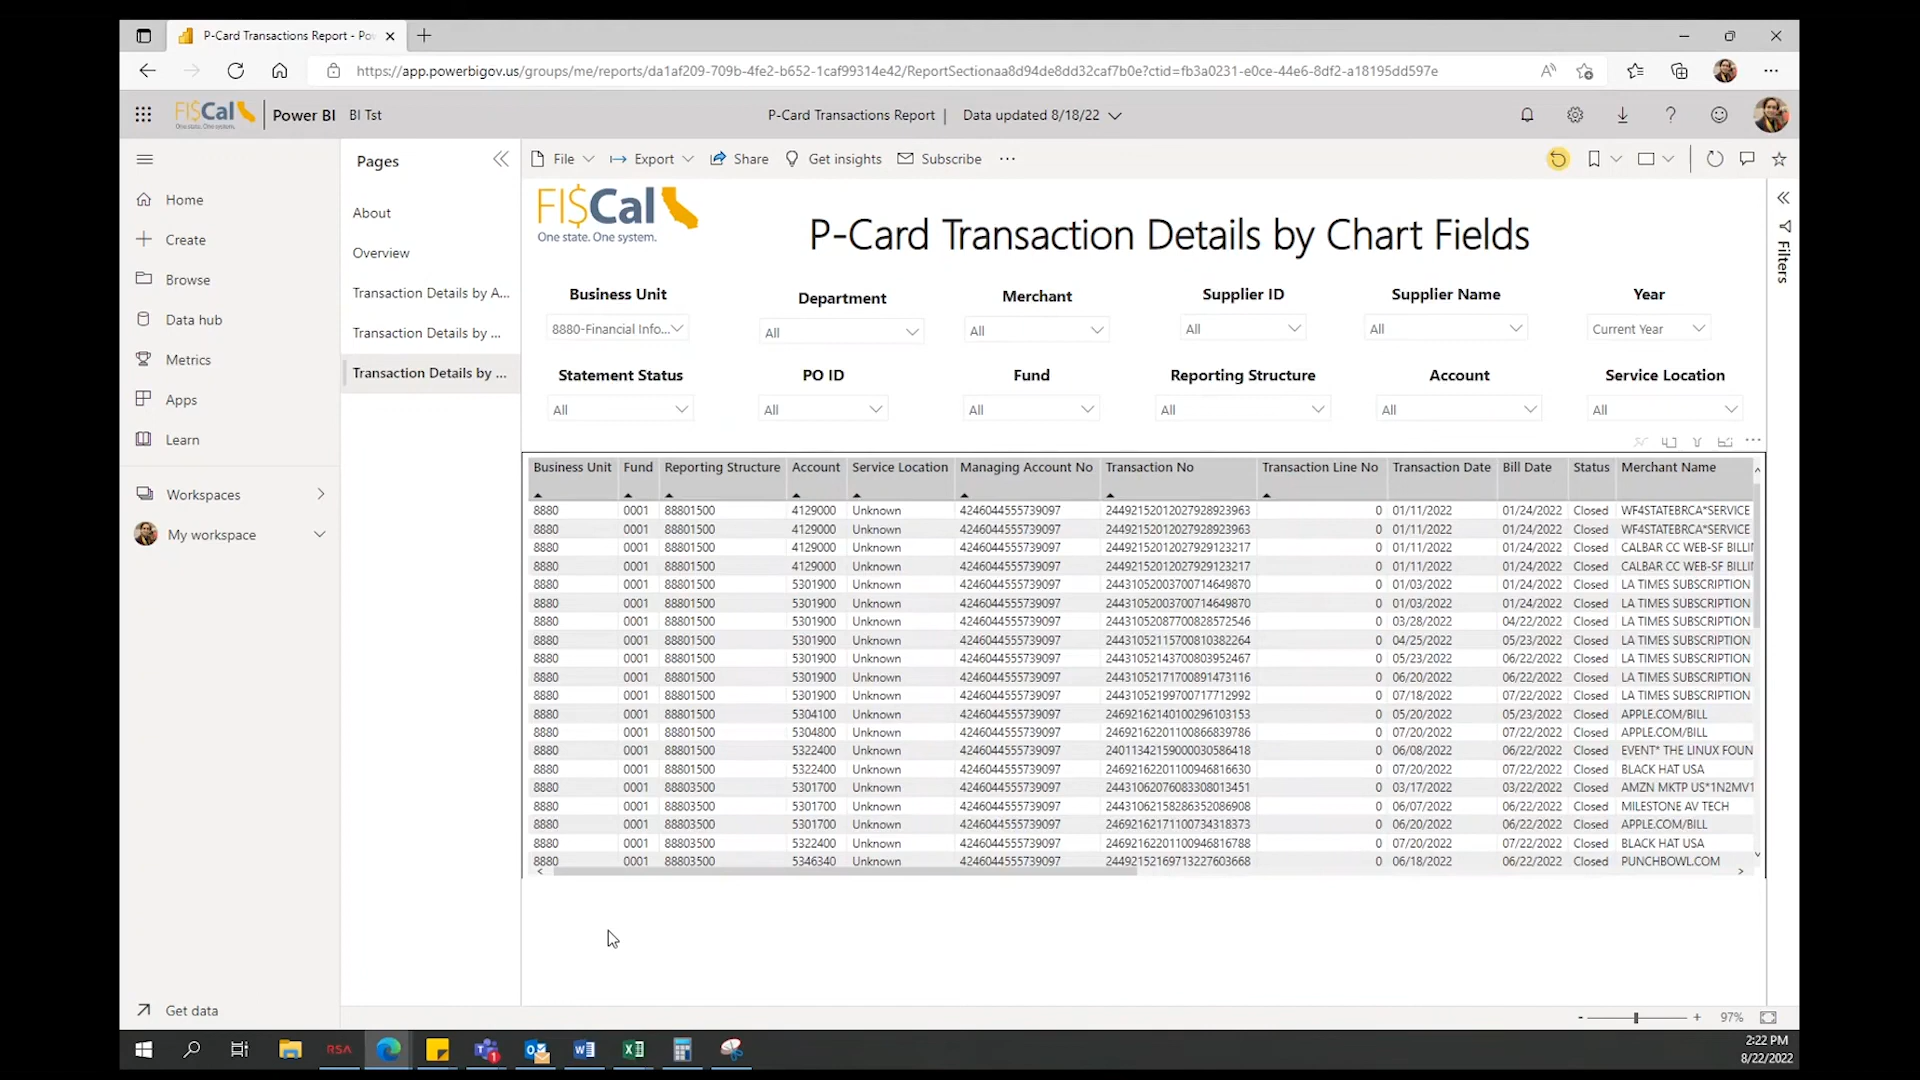 P-Card Transactions Report - Po
https://app.powerbigov.us/groups/me/reports/da1af209-709b-4fe2-b652-1caf99314e42/ReportSectionaa8d94de8dd32caf7b0e?ctid=fb3a0231-e0ce-44e6-8df2-a18195dd597e
FI$Cal Power BI BI Tst P-Card Transactions Report | Data updated 8/18/22
One state. One system.
Pages File Export Share Get insights Subscribe
Home
Create
Browse
Data hub
Metrics
Apps
Learn
Workspaces
My workspace
Get data
About
Overview
Transaction Details by A...
Transaction Details by ...
Transaction Details by ...
FI$Cal
One state. One system.
P-Card Transaction Details by Chart Fields
Filters
Business Unit Department Merchant Supplier ID Supplier Name Year
8880-Financial Info... All All All All Current Year
Statement Status PO ID Fund Reporting Structure Account Service Location
All All All All All All
Business Unit Fund Reporting Structure Account Service Location Managing Account No Transaction No Transaction Line No Transaction Date Bill Date Status Merchant Name
8880 0001 88801500 4129000 Unknown 4246044555739097 24492152012027928923963 0 01/11/2022 01/24/2022 Closed WF4STATEBRCA*SERVICE
8880 0001 88801500 4129000 Unknown 4246044555739097 24492152012027928923963 0 01/11/2022 01/24/2022 Closed WF4STATEBRCA*SERVICE
8880 0001 88801500 4129000 Unknown 4246044555739097 24492152012027929123217 0 01/11/2022 01/24/2022 Closed CALBAR CC WEB-SF BILLI
8880 0001 88801500 4129000 Unknown 4246044555739097 24492152012027929123217 0 01/11/2022 01/24/2022 Closed CALBAR CC WEB-SF BILLI
8880 0001 88801500 5301900 Unknown 4246044555739097 24431052003700714649870 0 01/03/2022 01/24/2022 Closed LA TIMES SUBSCRIPTION
8880 0001 88801500 5301900 Unknown 4246044555739097 24431052003700714649870 0 01/03/2022 01/24/2022 Closed LA TIMES SUBSCRIPTION
8880 0001 88801500 5301900 Unknown 4246044555739097 24431052087700828572546 0 03/28/2022 04/22/2022 Closed LA TIMES SUBSCRIPTION
8880 0001 88801500 5301900 Unknown 4246044555739097 24431052115700810382264 0 04/25/2022 05/23/2022 Closed LA TIMES SUBSCRIPTION
8880 0001 88801500 5301900 Unknown 4246044555739097 24431052143700803952467 0 05/23/2022 06/22/2022 Closed LA TIMES SUBSCRIPTION
8880 0001 88801500 5301900 Unknown 4246044555739097 24431052171700891473116 0 06/20/2022 06/22/2022 Closed LA TIMES SUBSCRIPTION
8880 0001 88801500 5301900 Unknown 4246044555739097 24431052199700717712992 0 07/18/2022 07/22/2022 Closed LA TIMES SUBSCRIPTION
8880 0001 88801500 5304100 Unknown 4246044555739097 24692162140100296103153 0 05/20/2022 05/23/2022 Closed APPLE.COM/BILL
8880 0001 88801500 5304800 Unknown 4246044555739097 24692162201100866839786 0 07/20/2022 07/22/2022 Closed APPLE.COM/BILL
8880 0001 88801500 5322400 Unknown 4246044555739097 24011342159000030586418 0 06/08/2022 06/22/2022 Closed EVENT* THE LINUX FOUN
8880 0001 88801500 5322400 Unknown 4246044555739097 24692162201100946816630 0 07/20/2022 07/22/2022 Closed BLACK HAT USA
8880 0001 88803500 5301700 Unknown 4246044555739097 24431062076083308013451 0 03/17/2022 03/22/2022 Closed AMZN MKTP US*1N2MV1
8880 0001 88803500 5301700 Unknown 4246044555739097 24431062158286352086908 0 06/07/2022 06/22/2022 Closed MILESTONE AV TECH
8880 0001 88803500 5301700 Unknown 4246044555739097 24692162171100734318373 0 06/20/2022 06/22/2022 Closed APPLE.COM/BILL
8880 0001 88803500 5322400 Unknown 4246044555739097 24692162201100946816788 0 07/20/2022 07/22/2022 Closed BLACK HAT USA
8880 0001 88803500 5346340 Unknown 4246044555739097 24492152169713227603668 0 06/18/2022 06/22/2022 Closed PUNCHBOWL.COM
- + 97%
RSA
2:22 PM
8/22/2022